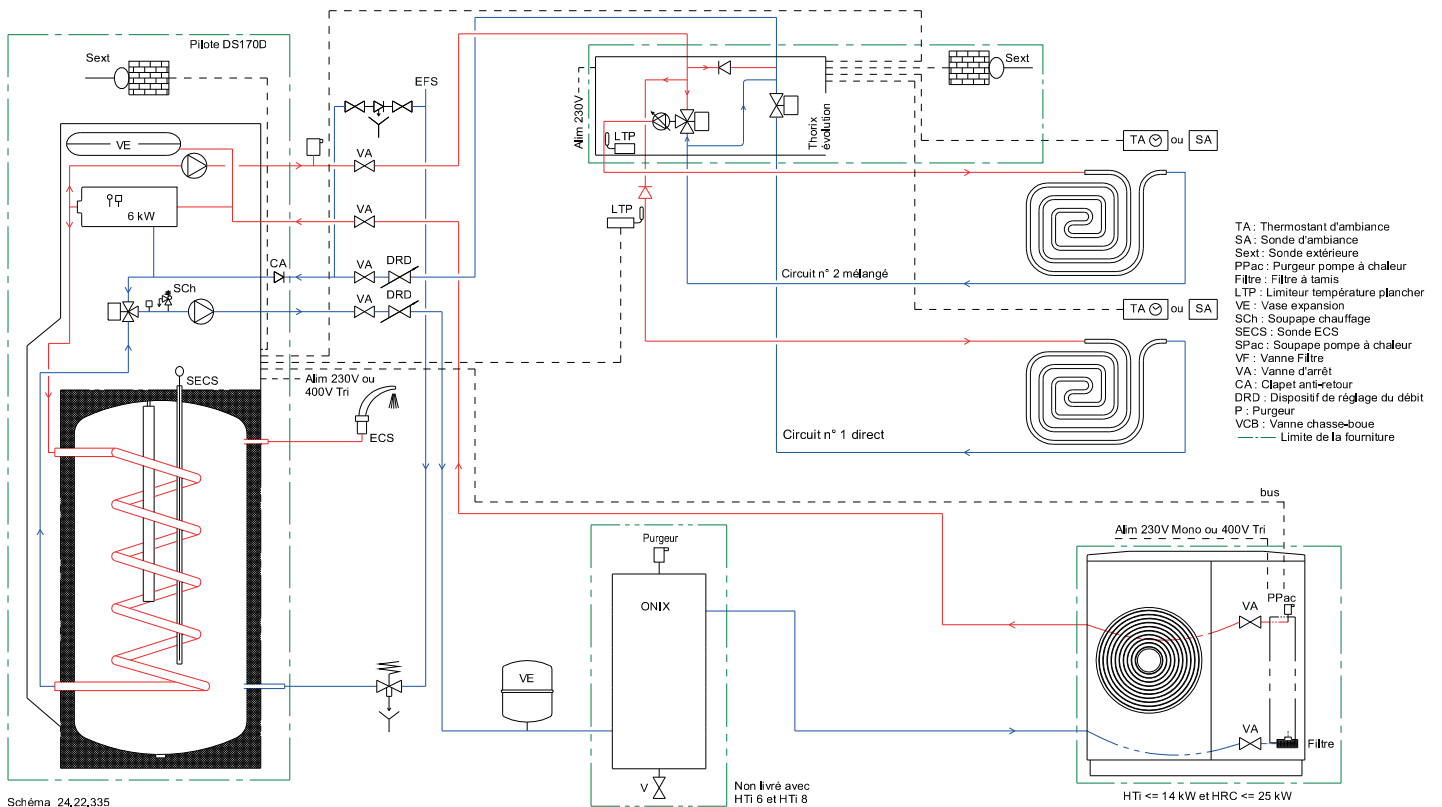 Pilote DS170D
Sext
EFS
VE
VA
6 kW
VA
CA
VA
DRD
SCh
VA
DRD
SECS
Alim 230V ou
400V Tri
ECS
Alim 230V
LTP
Thorix
évolution
Sext
LTP
TA ou SA
Circuit n° 2 mélangé
TA ou SA
Circuit n° 1 direct
TA : Thermostant d'ambiance
SA : Sonde d'ambiance
Sext : Sonde extérieure
PPac : Purgeur pompe à chaleur
Filtre : Filtre à tamis
LTP : Limiteur température plancher
VE : Vase expansion
SCh : Soupape chauffage
SECS : Sonde ECS
SPac : Soupape pompe à chaleur
VF : Vanne Filtre
VA : Vanne d'arrêt
CA : Clapet anti-retour
DRD : Dispositif de réglage du débit
P : Purgeur
VCB : Vanne chasse-boue
Limite de la fourniture
bus
Alim 230V Mono ou 400V Tri
Purgeur
ONIX
VE
V
Non livré avec
HTi 6 et HTi 8
PPac
VA
VA
Filtre
HTi <= 14 kW et HRC <= 25 kW
Schéma 24.22.335